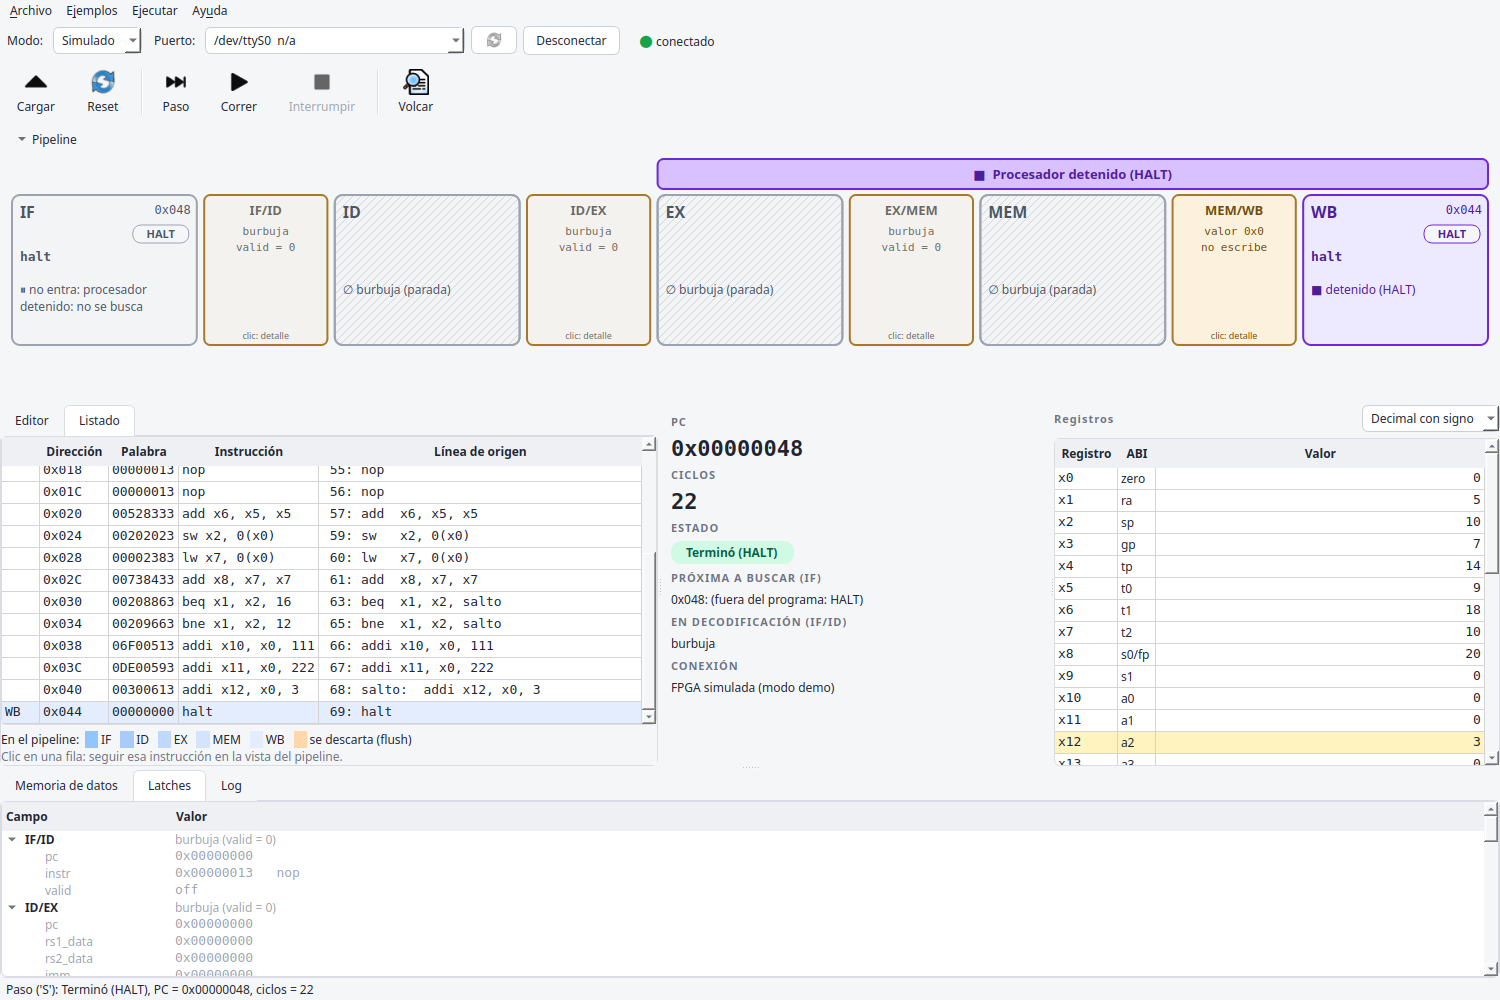 Archivo Ejemplos Ejecutar Ayuda
Modo: Simulado Puerto: /dev/ttyS0 n/a Desconectar conectado
Cargar Reset Paso Correr Interrumpir Volcar
Pipeline
Procesador detenido (HALT)
IF 0x048
HALT
halt
no entra: procesador
detenido: no se busca
IF/ID
burbuja
valid = 0
clic: detalle
ID
∅ burbuja (parada)
ID/EX
burbuja
valid = 0
clic: detalle
EX
∅ burbuja (parada)
EX/MEM
burbuja
valid = 0
clic: detalle
MEM
∅ burbuja (parada)
MEM/WB
valor 0x0
no escribe
clic: detalle
WB 0x044
HALT
halt
detenido (HALT)
Editor Listado
Dirección Palabra Instrucción Línea de origen
0x018 00000013 nop 55: nop
0x01C 00000013 nop 56: nop
0x020 00528333 add x6, x5, x5 57: add x6, x5, x5
0x024 00202023 sw x2, 0(x0) 59: sw x2, 0(x0)
0x028 00002383 lw x7, 0(x0) 60: lw x7, 0(x0)
0x02C 00738433 add x8, x7, x7 61: add x8, x7, x7
0x030 00208863 beq x1, x2, 16 63: beq x1, x2, salto
0x034 00209663 bne x1, x2, 12 65: bne x1, x2, salto
0x038 06F00513 addi x10, x0, 111 66: addi x10, x0, 111
0x03C 0DE00593 addi x11, x0, 222 67: addi x11, x0, 222
0x040 00300613 addi x12, x0, 3 68: salto: addi x12, x0, 3
WB 0x044 00000000 halt 69: halt
En el pipeline: IF ID EX MEM WB se descarta (flush)
Clic en una fila: seguir esa instrucción en la vista del pipeline.
PC
0x00000048
CICLOS
22
ESTADO
Terminó (HALT)
PRÓXIMA A BUSCAR (IF)
0x048: (fuera del programa: HALT)
EN DECODIFICACIÓN (IF/ID)
burbuja
CONEXIÓN
FPGA simulada (modo demo)
Registros Decimal con signo
Registro ABI Valor
x0 zero 0
x1 ra 5
x2 sp 10
x3 gp 7
x4 tp 14
x5 t0 9
x6 t1 18
x7 t2 10
x8 s0/fp 20
x9 s1 0
x10 a0 0
x11 a1 0
x12 a2 3
x13 a3 0
Memoria de datos Latches Log
Campo Valor
IF/ID burbuja (valid = 0)
pc 0x00000000
instr 0x00000013 nop
valid off
ID/EX burbuja (valid = 0)
pc 0x00000000
rs1_data 0x00000000
rs2_data 0x00000000
imm 0x00000000
Paso ('S'): Terminó (HALT), PC = 0x00000048, ciclos = 22